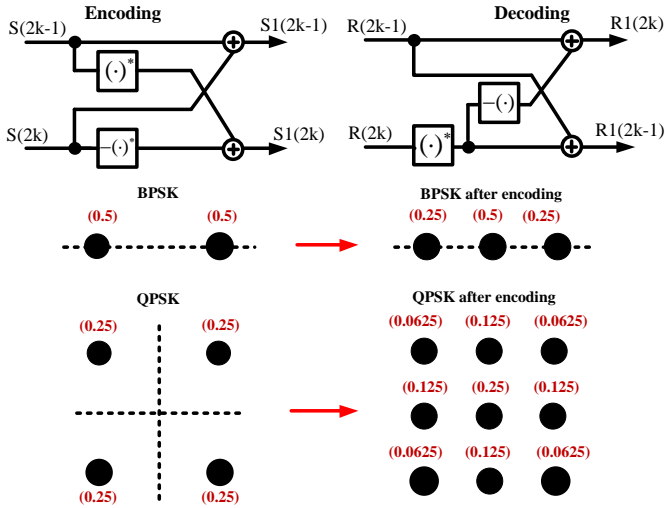 Encoding
Decoding
S(2k-1)
S1(2k-1)
R(2k-1)
R1(2k)
(·)*
−(·)
S(2k)
−(·)*
S1(2k)
R(2k)
(·)*
R1(2k-1)
BPSK
BPSK after encoding
(0.5) (0.5)
(0.25) (0.5) (0.25)
QPSK
QPSK after encoding
(0.25) (0.25)
(0.0625) (0.125) (0.0625)
(0.125) (0.25) (0.125)
(0.0625) (0.125) (0.0625)
(0.25) (0.25)